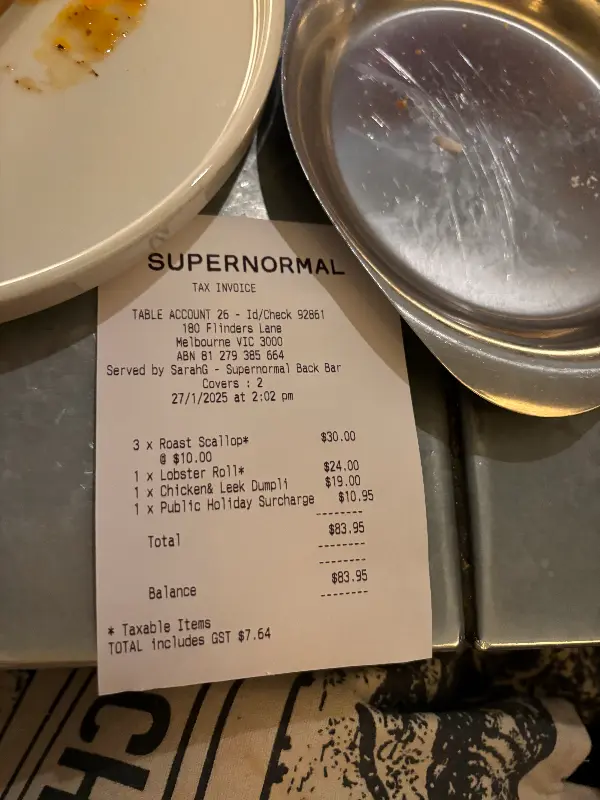 SUPERNORMAL
TAX INVOICE
TABLE ACCOUNT 26 - Id/Check 92861
180 Flinders Lane
Melbourne VIC 3000
ABN 81 279 385 664
Served by SarahG - Supernormal Back Bar
Covers : 2
27/1/2025 at 2:02 pm
3 x Roast Scallop* $30.00
@ $10.00
1 x Lobster Roll* $24.00
1 x Chicken& Leek Dumpli $19.00
1 x Public Holiday Surcharge $10.95
--------
Total $83.95
--------
--------
Balance $83.95
--------
* Taxable Items
TOTAL includes GST $7.64
CH